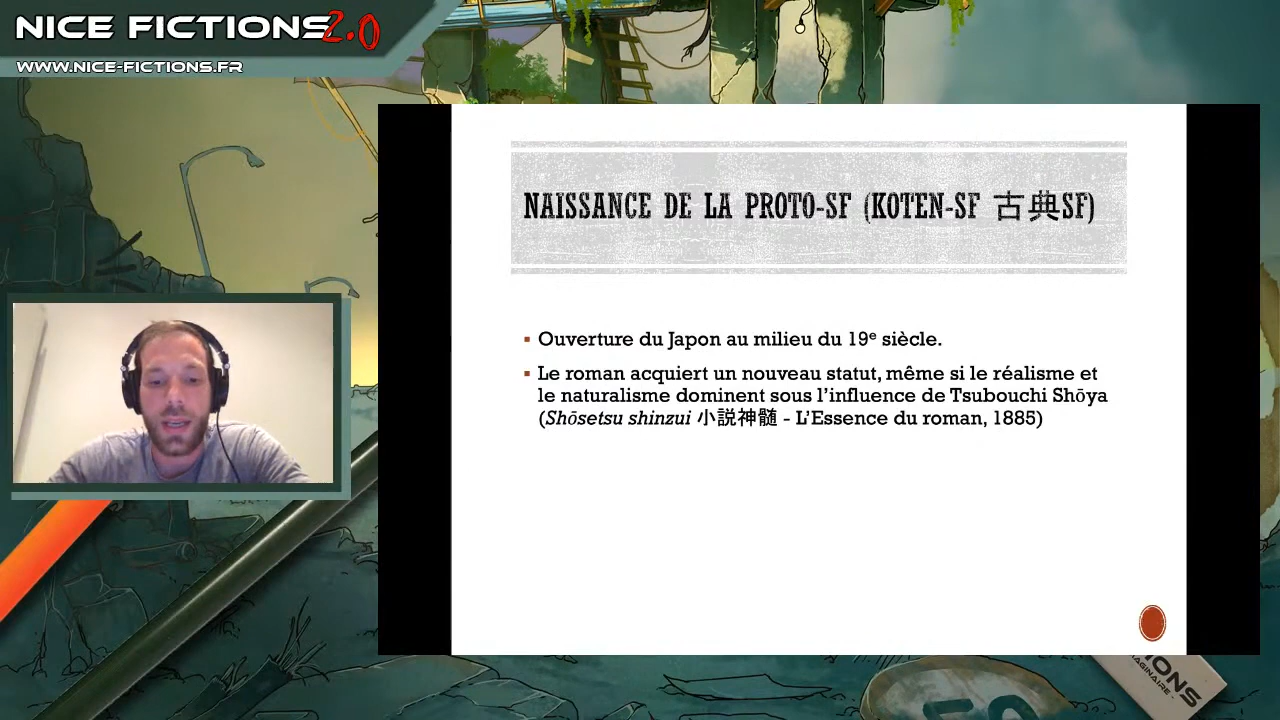 NICE FICTIONS 2.0
WWW.NICE-FICTIONS.FR
NAISSANCE DE LA PROTO-SF (KOTEN-SF 古典SF)
▪ Ouverture du Japon au milieu du 19e siècle.
▪ Le roman acquiert un nouveau statut, même si le réalisme et
le naturalisme dominent sous l’influence de Tsubouchi Shōya
(Shōsetsu shinzui 小説神髄 - L’Essence du roman, 1885)